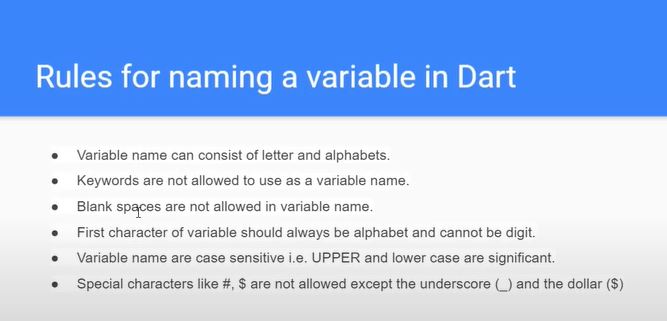 Rules for naming a variable in Dart
● Variable name can consist of letter and alphabets.
● Keywords are not allowed to use as a variable name.
● Blank spaces are not allowed in variable name.
● First character of variable should always be alphabet and cannot be digit.
● Variable name are case sensitive i.e. UPPER and lower case are significant.
● Special characters like #, $ are not allowed except the underscore (_) and the dollar ($)